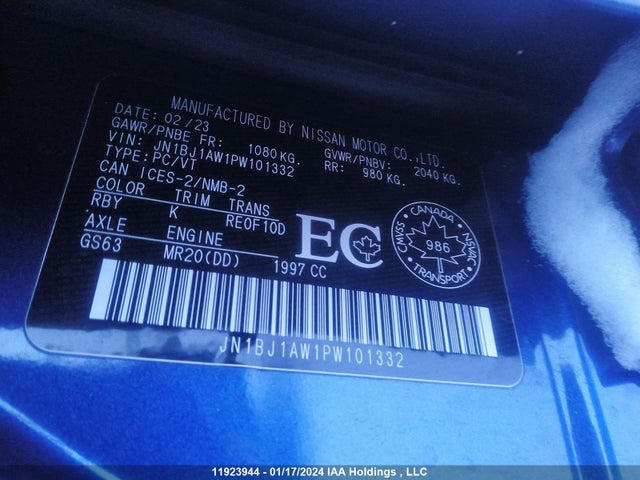 MANUFACTURED BY NISSAN MOTOR CO.,LTD.
DATE: 02/23
GAWR/PNBE FR: 1080 KG. GVWR/PNBV: 2040 KG.
VIN: JN1BJ1AW1PW101332 RR: 980 KG.
TYPE: PC/VT
CAN ICES-2/NMB-2
COLOR TRIM TRANS
RBY K RE0F10D
AXLE ENGINE
GS63 MR20(DD) 1997 CC
EC
CANADA
CMVSS 986 NSVAC
TRANSPORT
JN1BJ1AW1PW101332
11923944 - 01/17/2024 IAA Holdings , LLC